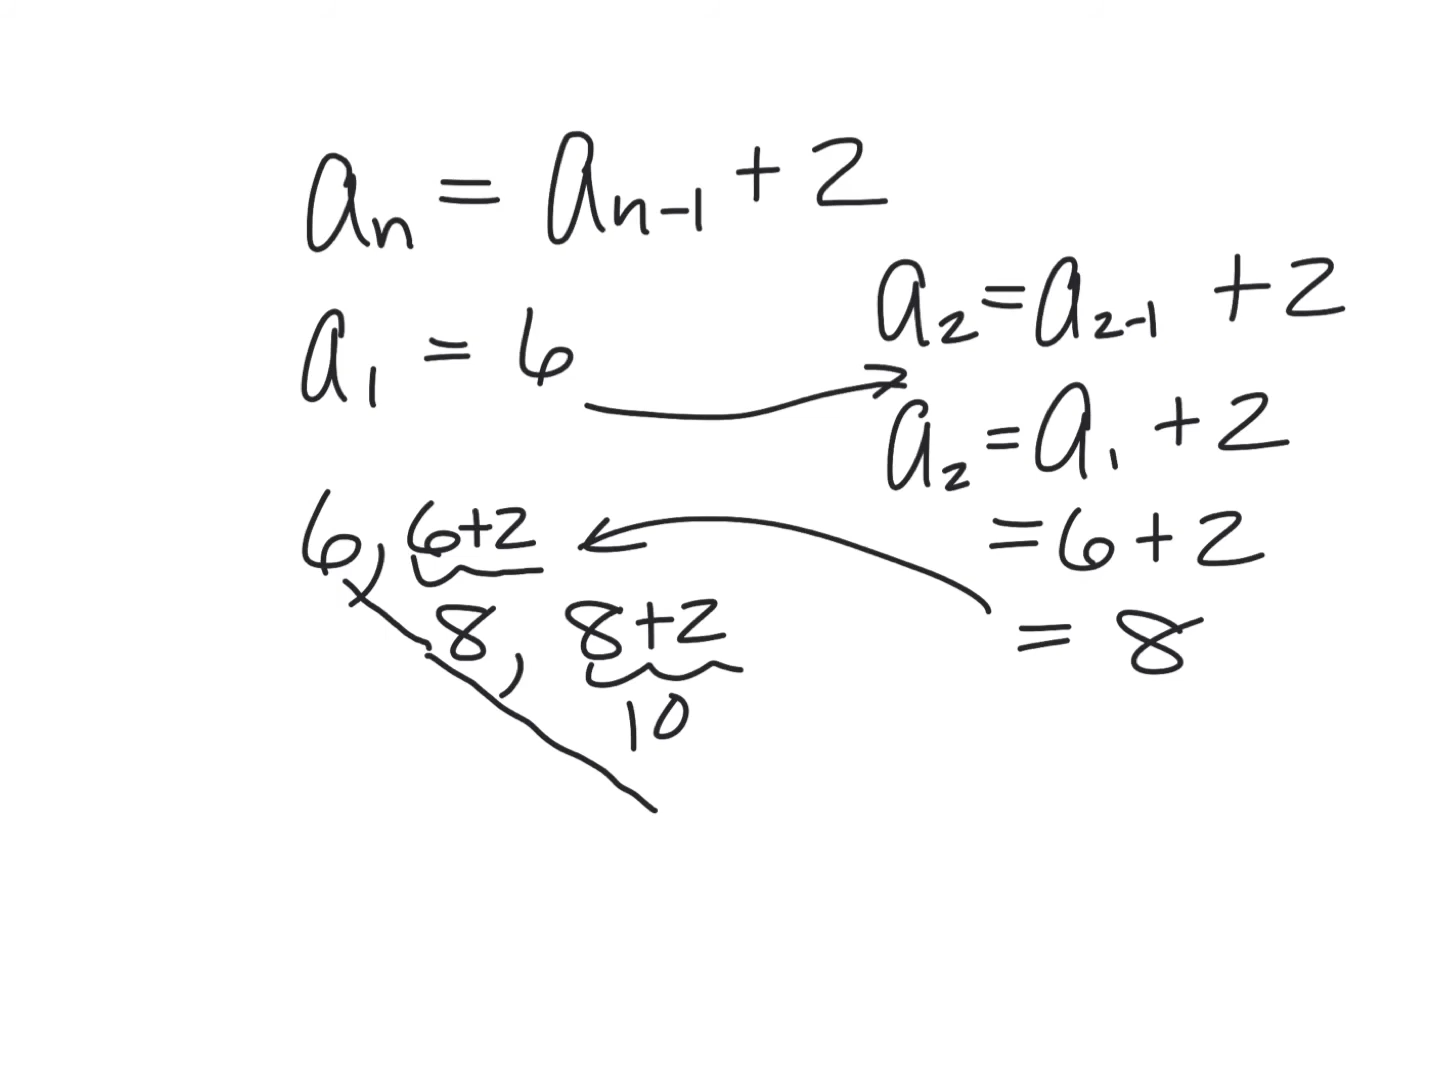 aₙ = aₙ₋₁ + 2
a₁ = 6
6, 6+2
8, 8+2
10
a₂ = a₂₋₁ + 2
a₂ = a₁ + 2
= 6 + 2
= 8